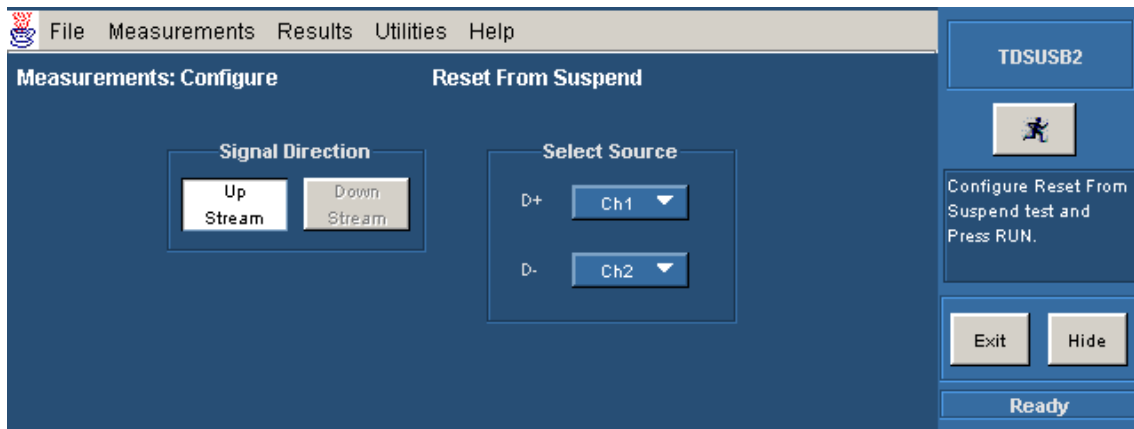 File Measurements Results Utilities Help
Measurements: Configure Reset From Suspend
Signal Direction
Up
Stream
Down
Stream
Select Source
D+ Ch1
D- Ch2
TDSUSB2
Configure Reset From
Suspend test and
Press RUN.
Exit Hide
Ready